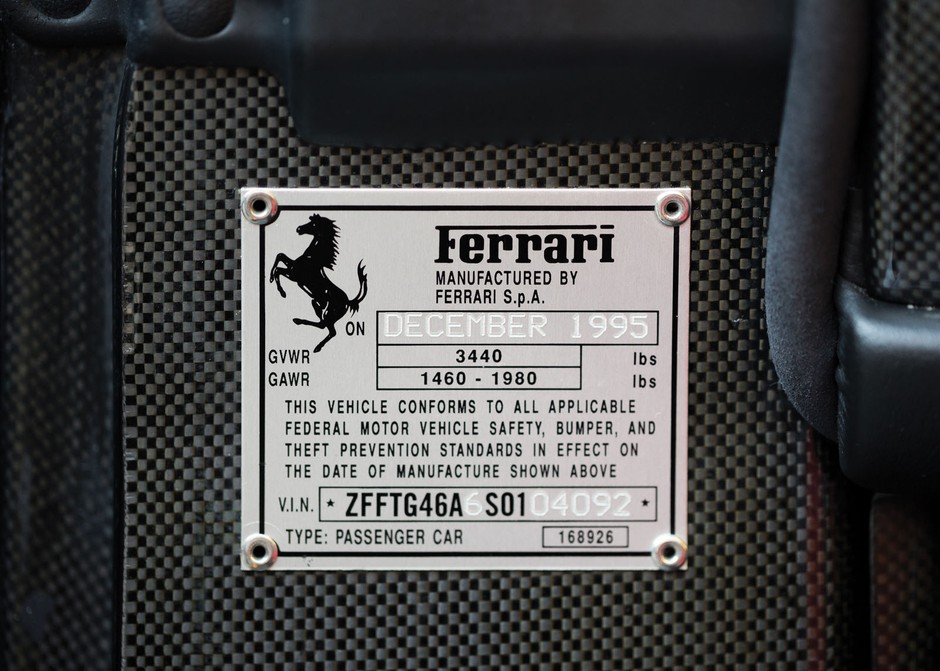 Ferrari
MANUFACTURED BY
FERRARI S.p.A.
ON DECEMBER 1995
GVWR 3440 lbs
GAWR 1460 - 1980 lbs
THIS VEHICLE CONFORMS TO ALL APPLICABLE
FEDERAL MOTOR VEHICLE SAFETY, BUMPER, AND
THEFT PREVENTION STANDARDS IN EFFECT ON
THE DATE OF MANUFACTURE SHOWN ABOVE
V.I.N. * ZFFTG46A6S0104092 *
TYPE: PASSENGER CAR 168926